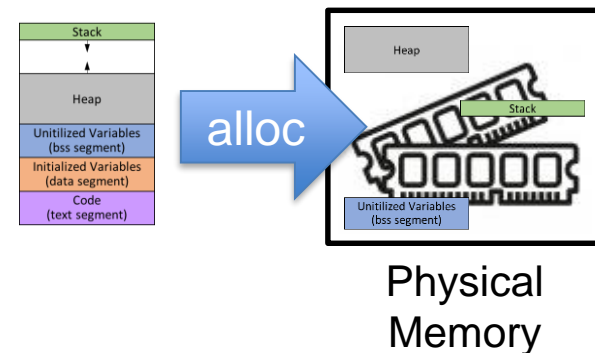 Stack
Heap
Unitilized Variables
(bss segment)
Initialized Variables
(data segment)
Code
(text segment)
alloc
Heap
Stack
Unitilized Variables
(bss segment)
Physical
Memory